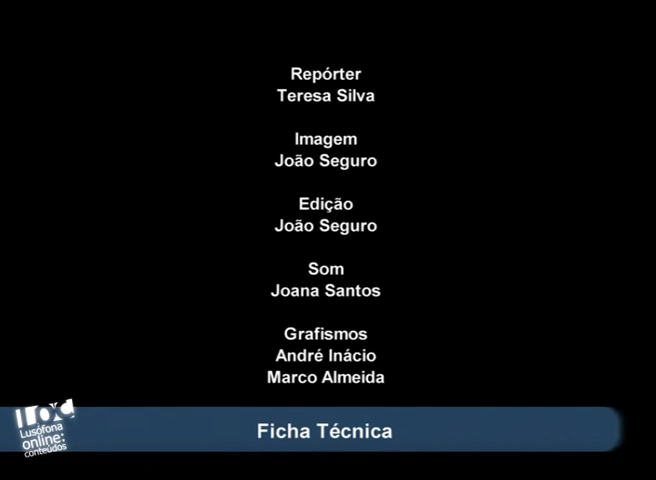 Repórter
Teresa Silva
Imagem
João Seguro
Edição
João Seguro
Som
Joana Santos
Grafismos
André Inácio
Marco Almeida
Ficha Técnica
Lusófona
online:
conteúdos